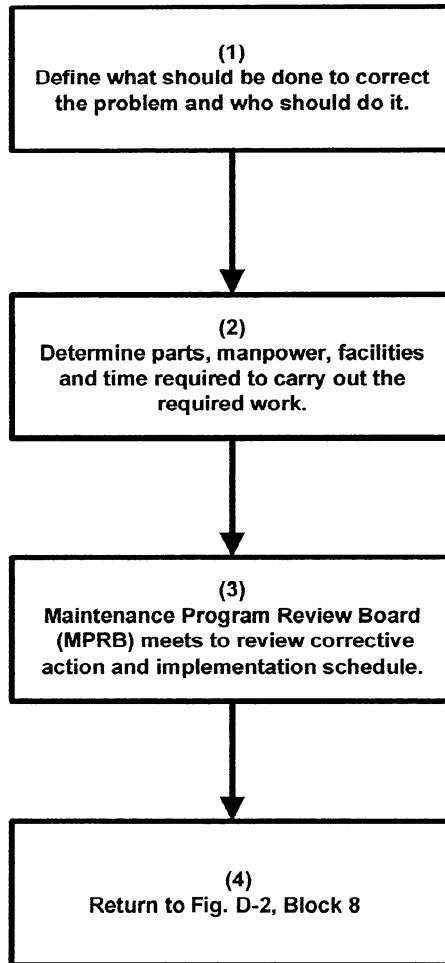 (1)
Define what should be done to correct
the problem and who should do it.
(2)
Determine parts, manpower, facilities
and time required to carry out the
required work.
(3)
Maintenance Program Review Board
(MPRB) meets to review corrective
action and implementation schedule.
(4)
Return to Fig. D-2, Block 8